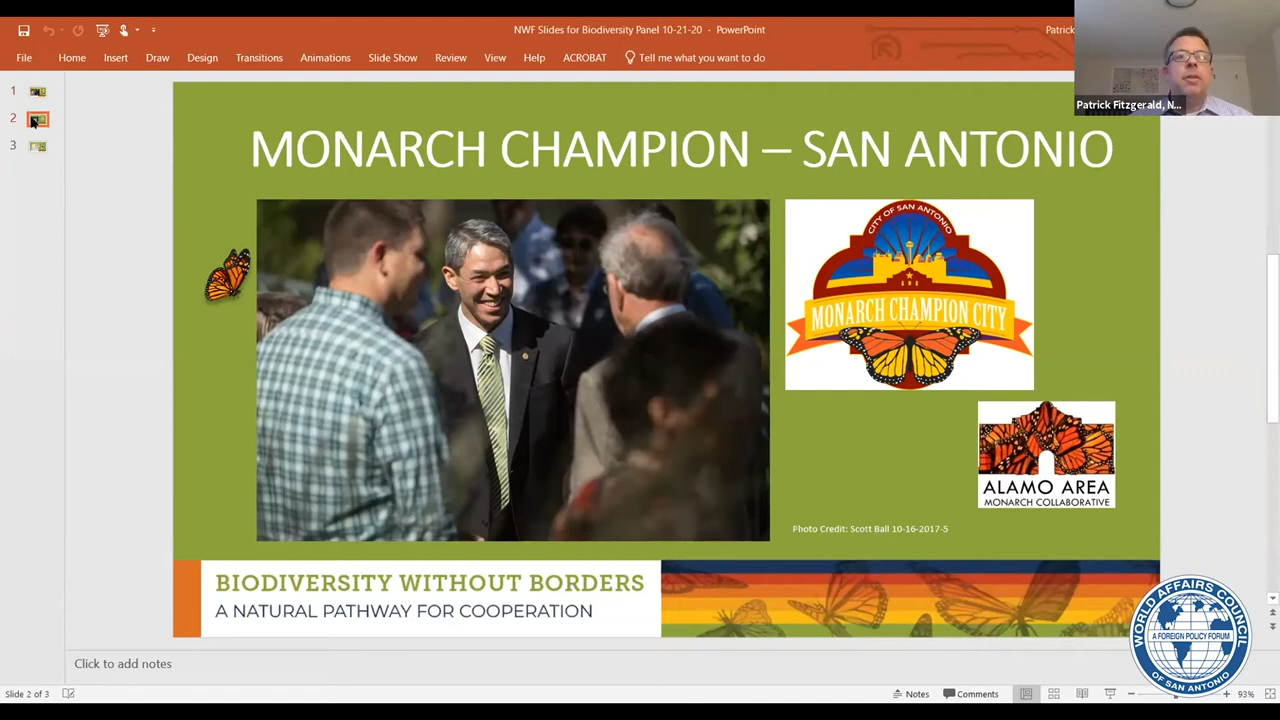 NWF Slides for Biodiversity Panel 10-21-20 - PowerPoint
Patrick
File Home Insert Draw Design Transitions Animations Slide Show Review View Help ACROBAT Tell me what you want to do
Patrick Fitzgerald, N...
1
2
3
MONARCH CHAMPION – SAN ANTONIO
CITY OF SAN ANTONIO
MONARCH CHAMPION CITY
ALAMO AREA
MONARCH COLLABORATIVE
Photo Credit: Scott Ball 10-16-2017-5
BIODIVERSITY WITHOUT BORDERS
A NATURAL PATHWAY FOR COOPERATION
WORLD AFFAIRS COUNCIL
A FOREIGN POLICY FORUM
OF SAN ANTONIO
Click to add notes
Slide 2 of 3
Notes
Comments
93%